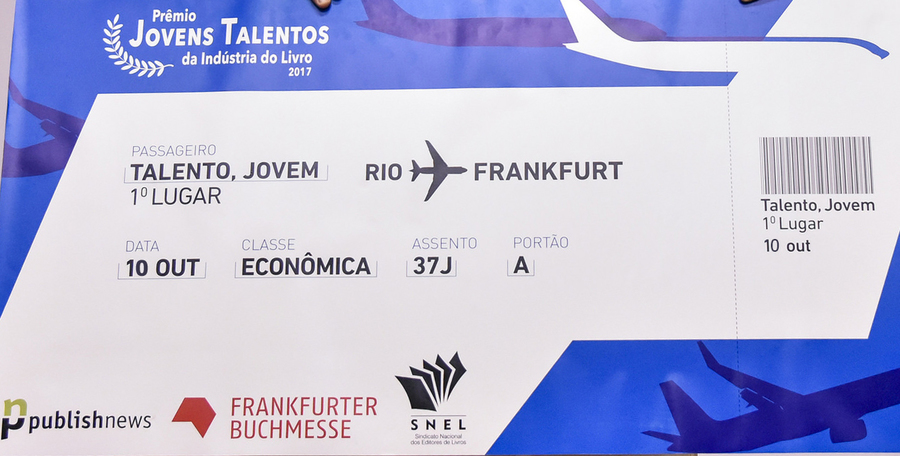 Prêmio
JOVENS TALENTOS
da Indústria do Livro
2017
PASSAGEIRO
TALENTO, JOVEM
1º LUGAR
RIO FRANKFURT
DATA
10 OUT
CLASSE
ECONÔMICA
ASSENTO
37J
PORTÃO
A
Talento, Jovem
1º Lugar
10 out
np publishnews
FRANKFURTER
BUCHMESSE
SNEL
Sindicato Nacional
dos Editores de Livros